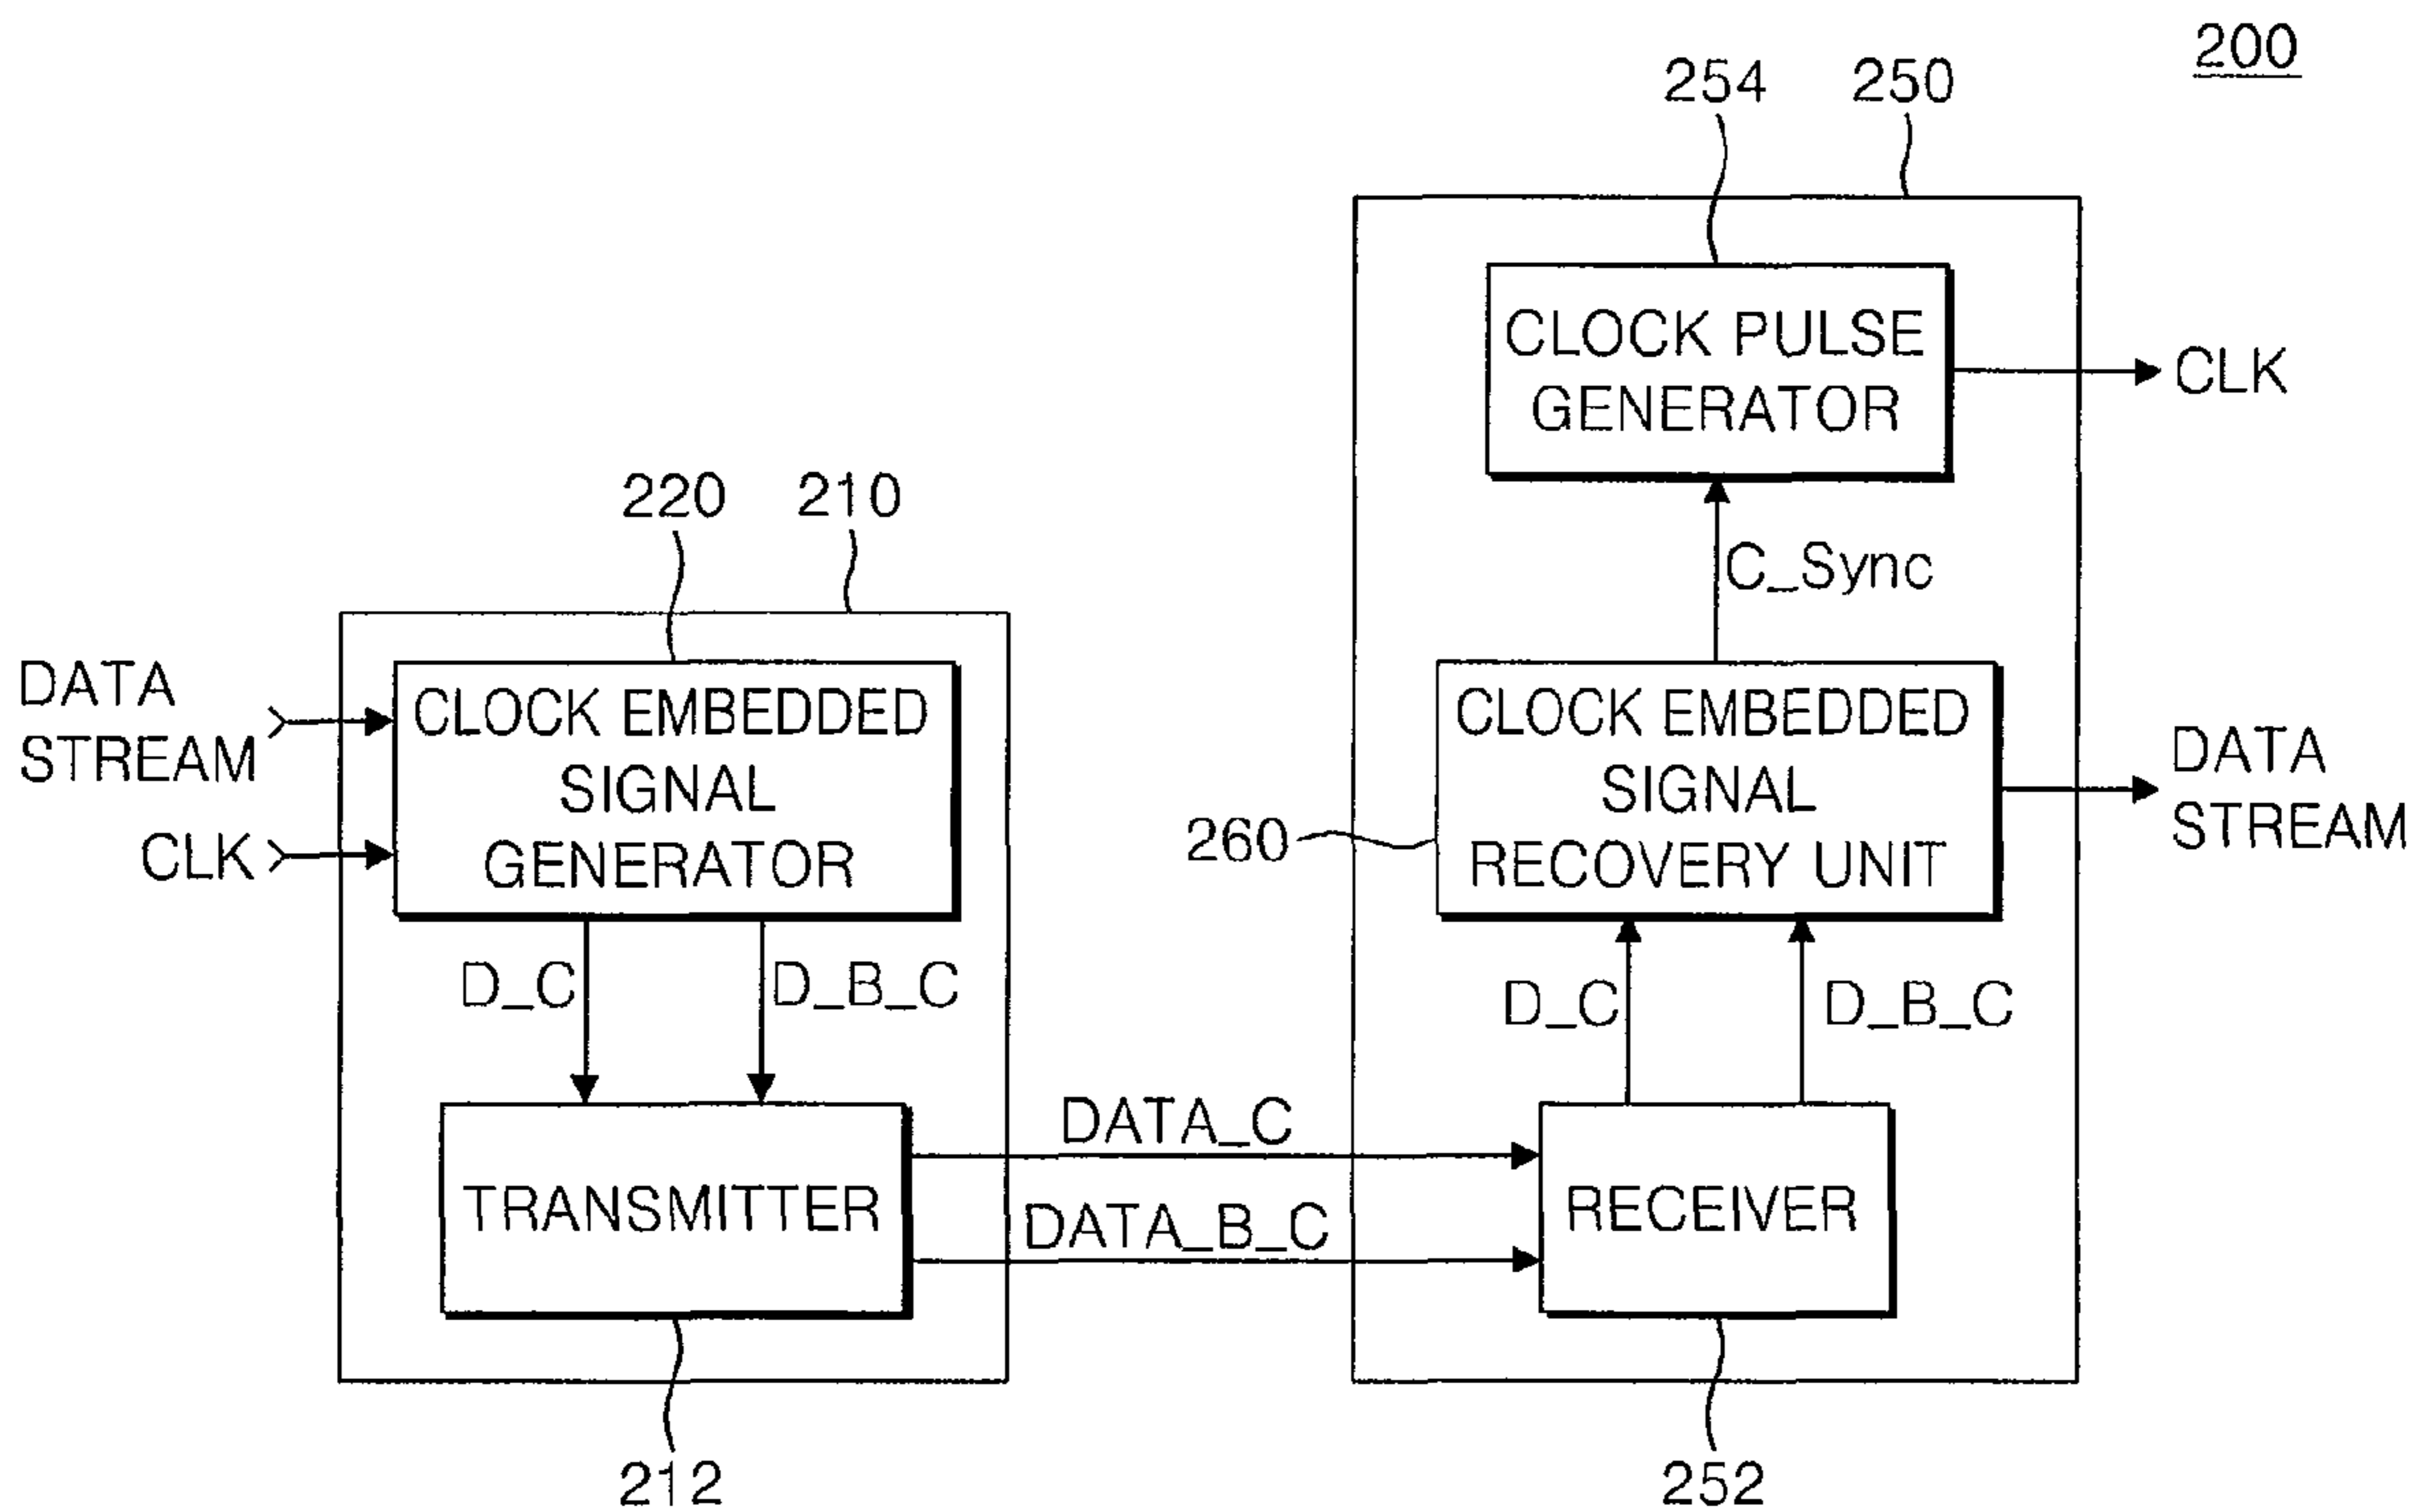 200
254
250
CLOCK PULSE
GENERATOR
CLK
220
210
C_Sync
DATA
STREAM
CLK
CLOCK EMBEDDED
SIGNAL
GENERATOR
CLOCK EMBEDDED
SIGNAL
RECOVERY UNIT
260
DATA
STREAM
D_C
D_B_C
D_C
D_B_C
DATA_C
DATA_B_C
TRANSMITTER
RECEIVER
212
252